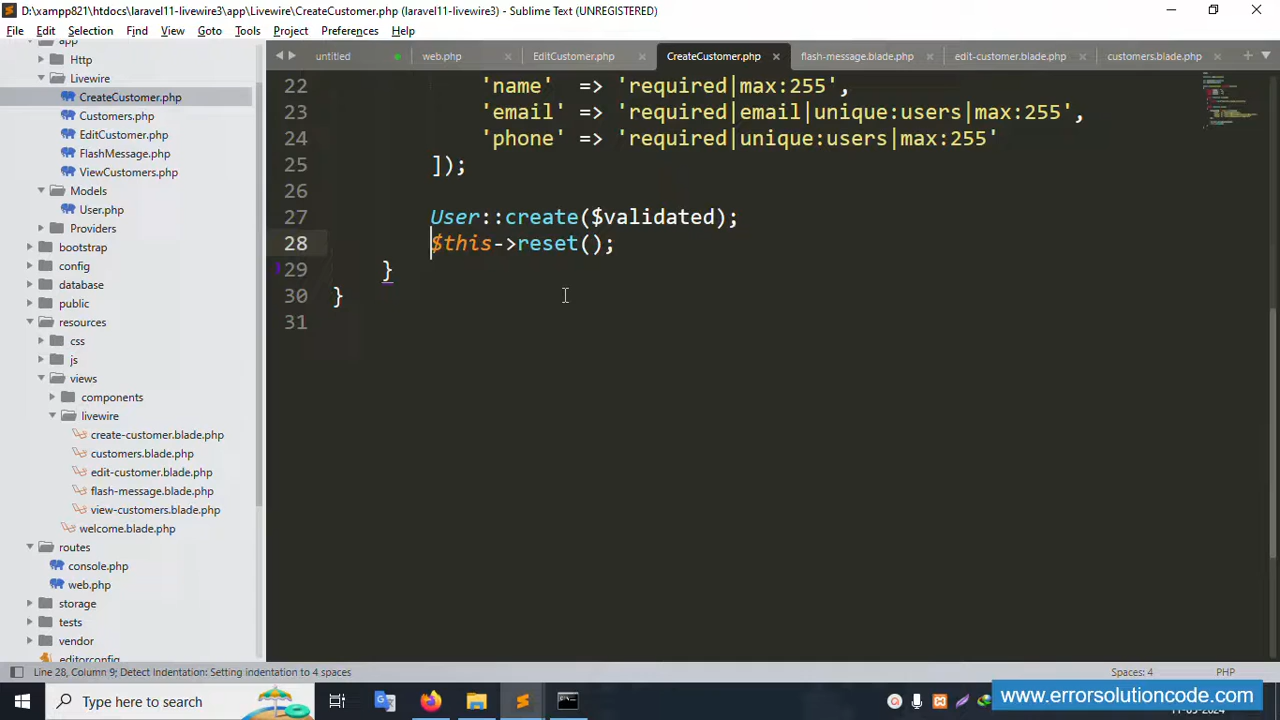 D:\xampp821\htdocs\laravel11-livewire3\app\Livewire\CreateCustomer.php (laravel11-livewire3) - Sublime Text (UNREGISTERED)
File Edit Selection Find View Goto Tools Project Preferences Help
app
Http
Livewire
CreateCustomer.php
Customers.php
EditCustomer.php
FlashMessage.php
ViewCustomers.php
Models
User.php
Providers
bootstrap
config
database
public
resources
css
js
views
components
livewire
create-customer.blade.php
customers.blade.php
edit-customer.blade.php
flash-message.blade.php
view-customers.blade.php
welcome.blade.php
routes
console.php
web.php
storage
tests
vendor
editorconfig
untitled web.php EditCustomer.php CreateCustomer.php flash-message.blade.php edit-customer.blade.php customers.blade.php
22 'name' => 'required|max:255',
23 'email' => 'required|email|unique:users|max:255',
24 'phone' => 'required|unique:users|max:255'
25 ]);
26
27 User::create($validated);
28 $this->reset();
29 }
30 }
31
Line 28, Column 9; Detect Indentation: Setting indentation to 4 spaces Spaces: 4 PHP
Type here to search
www.errorsolutioncode.com